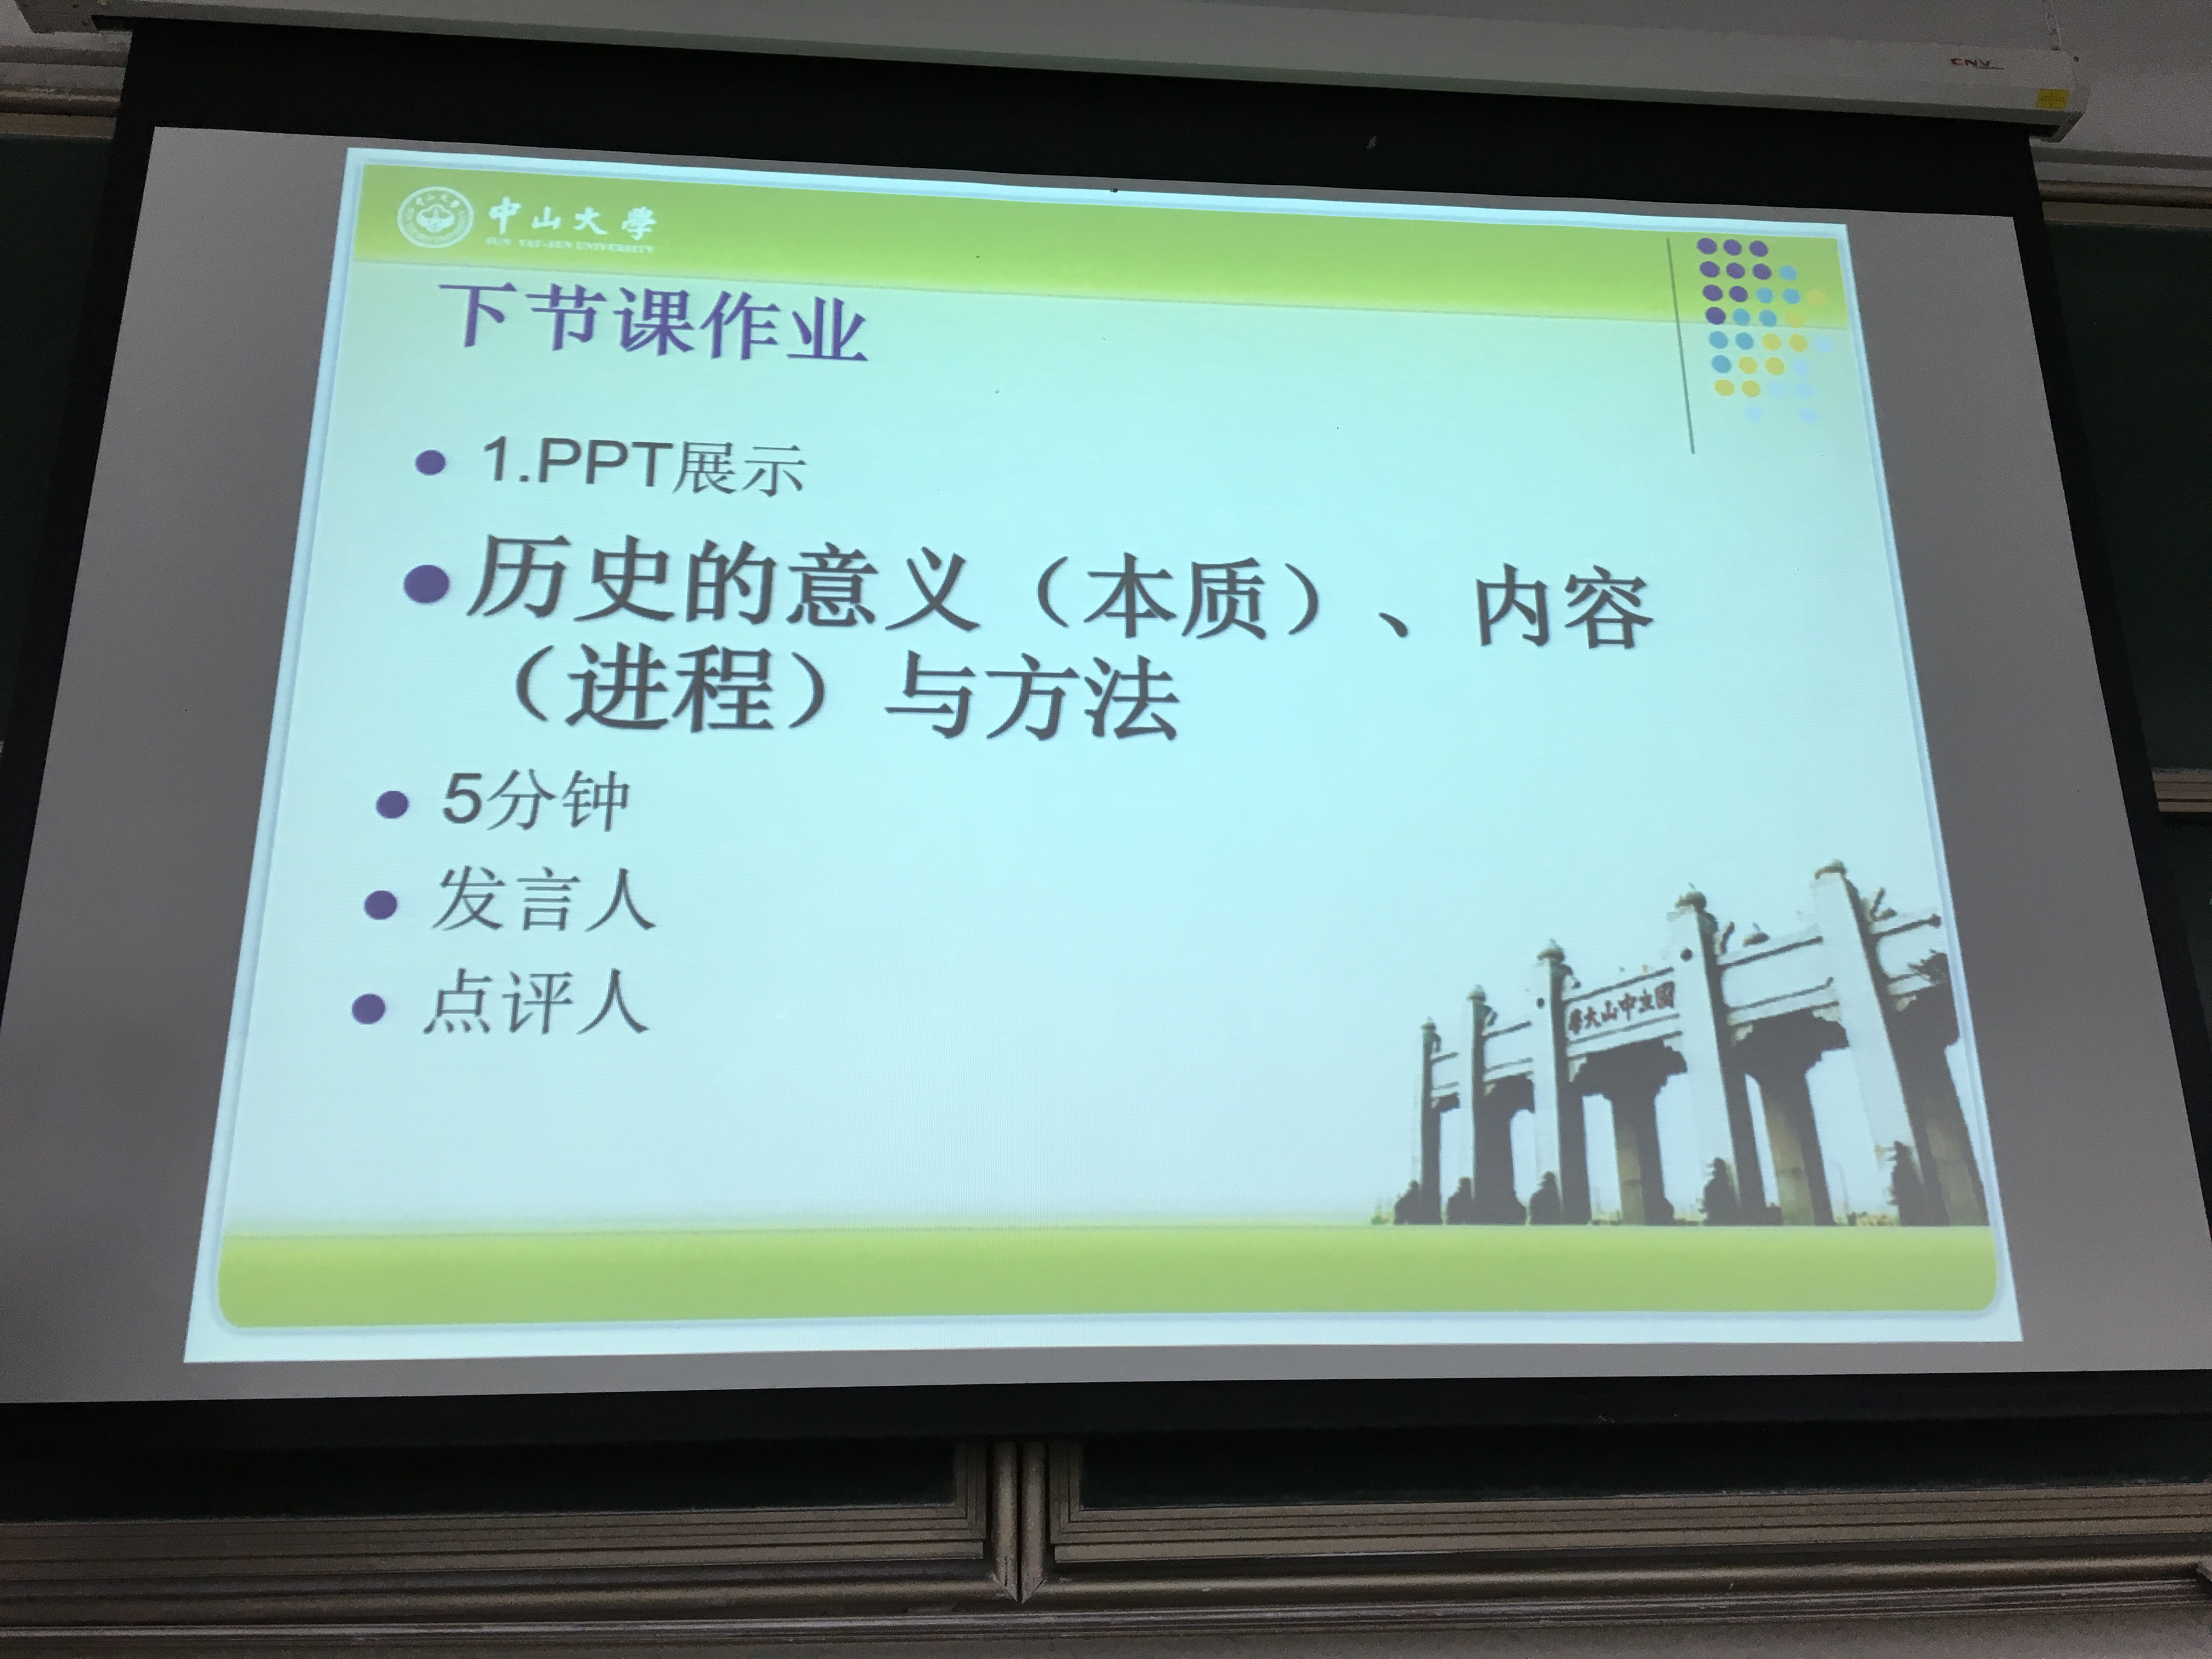 CNV
中山大學
SUN YAT-SEN UNIVERSITY
下节课作业
1.PPT展示
历史的意义（本质）、内容
（进程）与方法
5分钟
发言人
点评人
學大山中立國